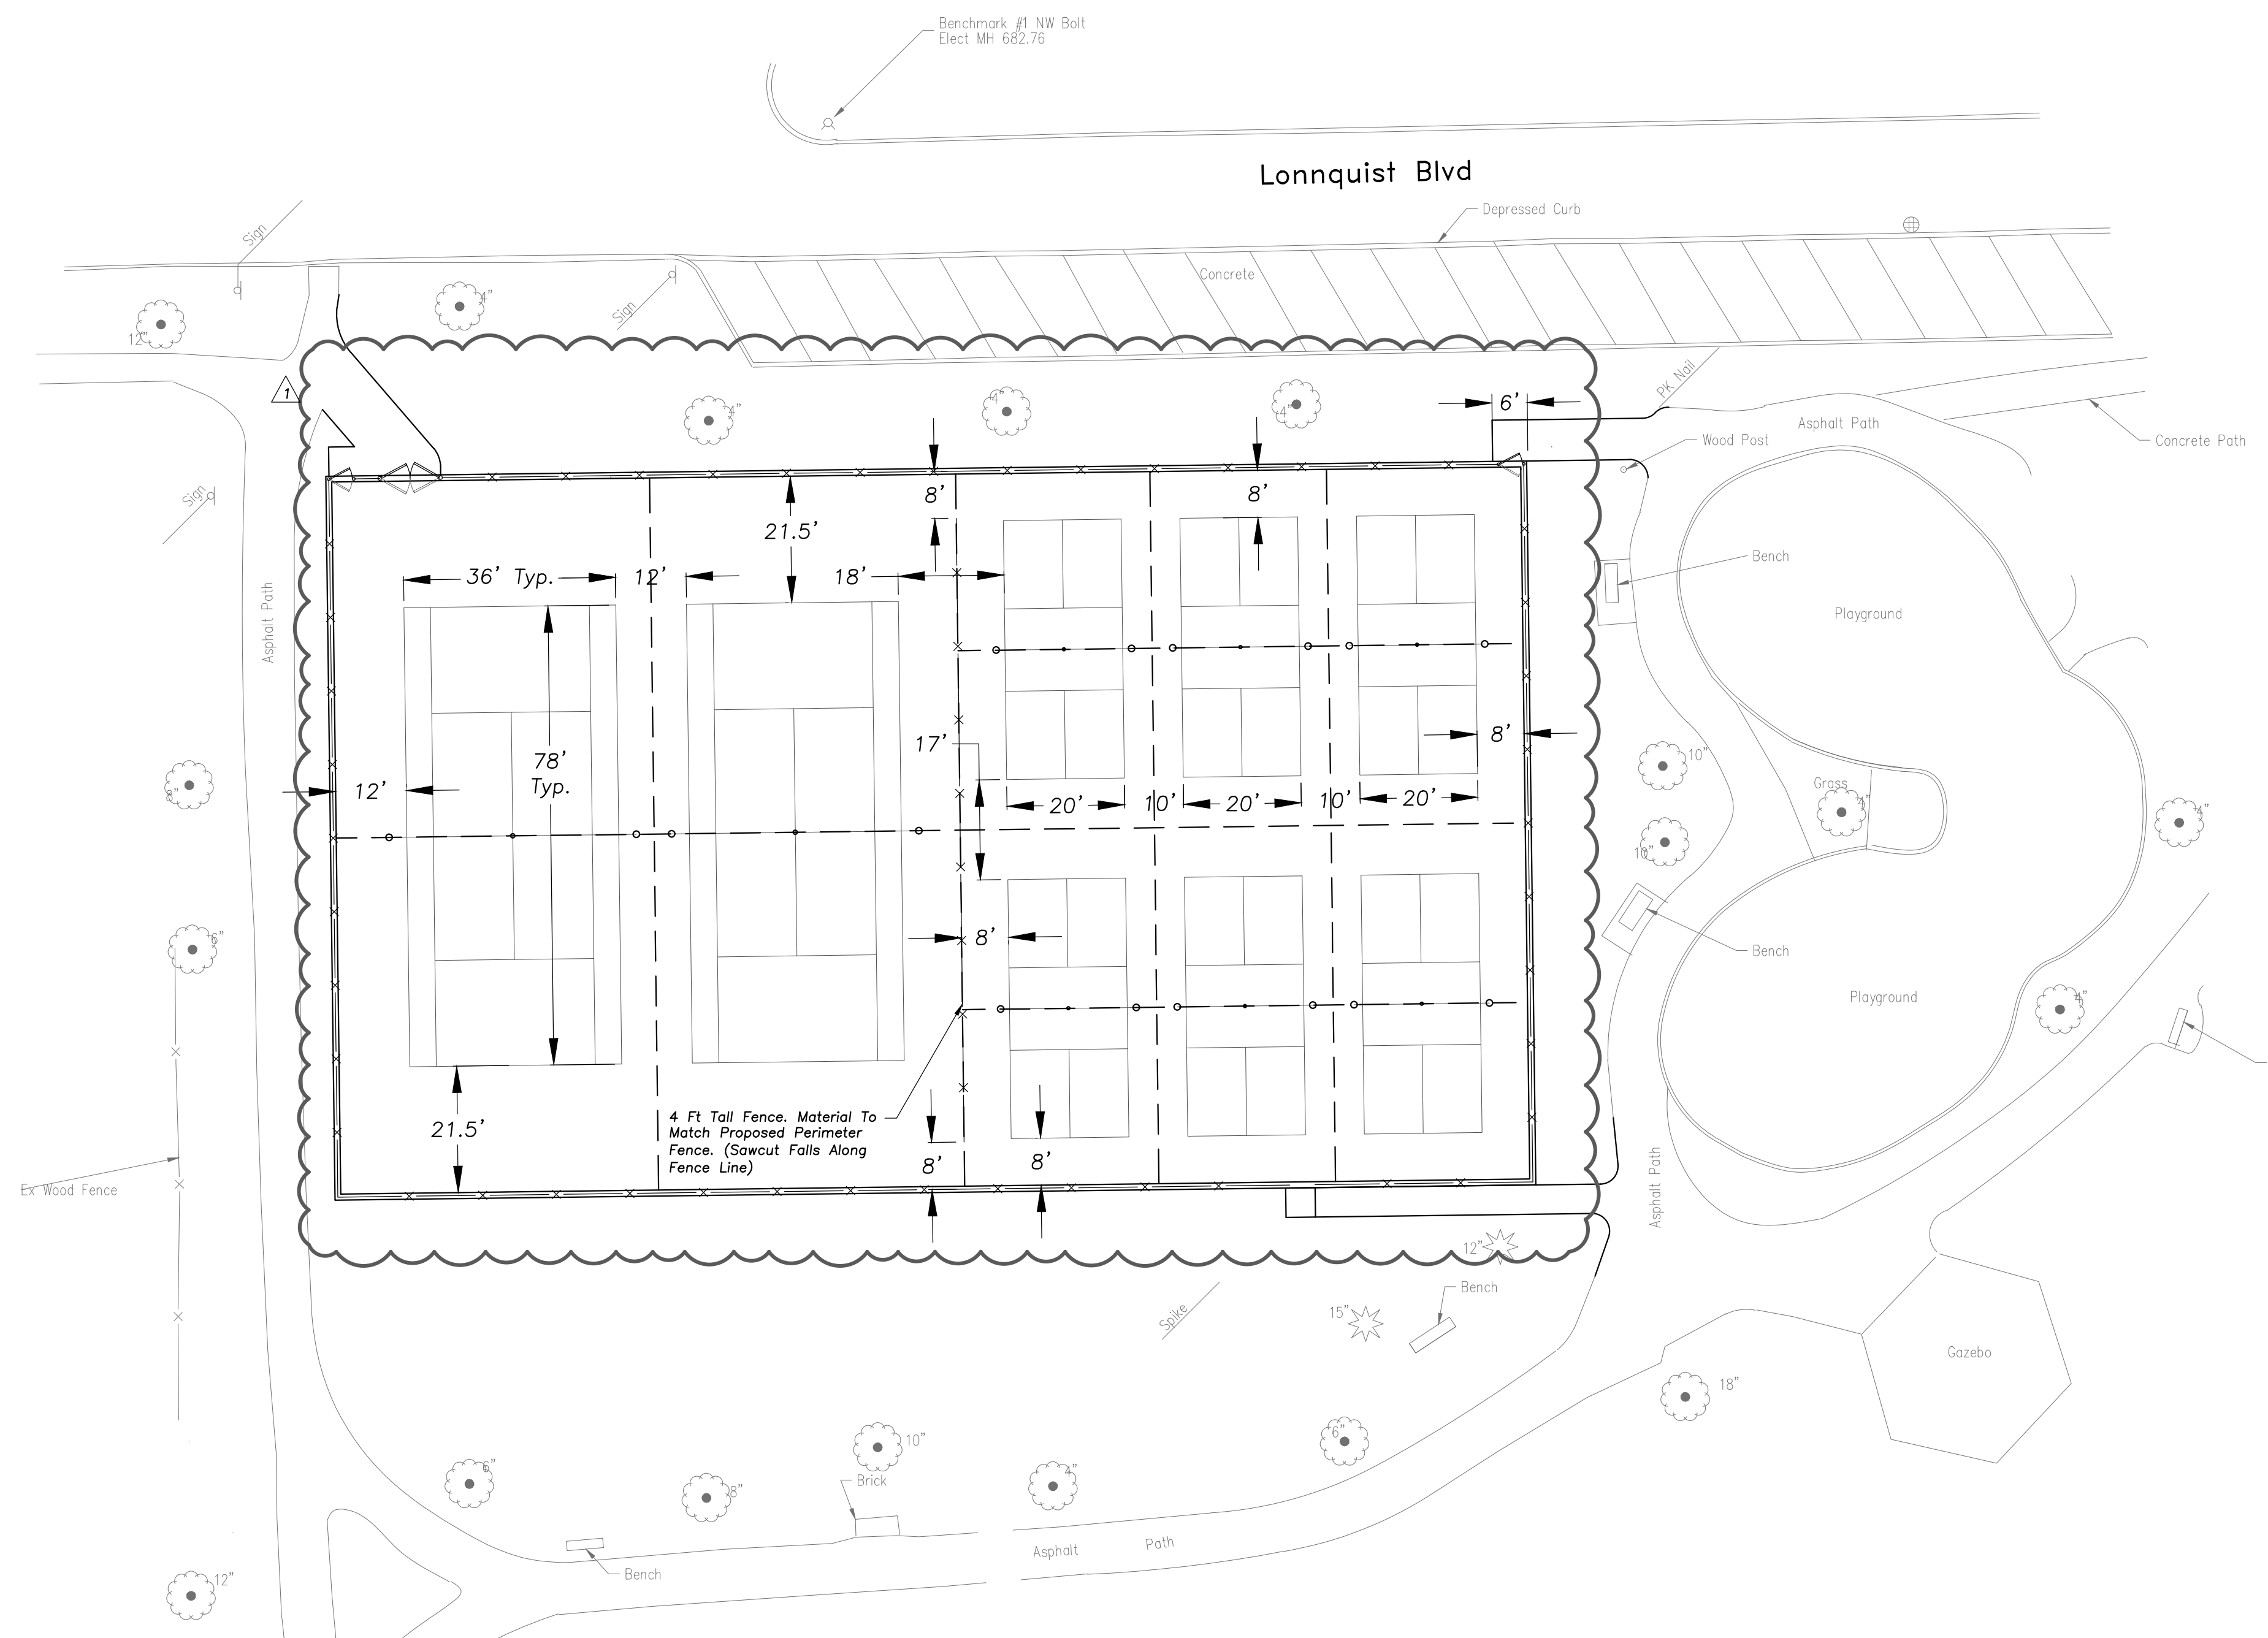 Benchmark #1 NW Bolt
Elect MH 682.76
Lonnquist Blvd
Depressed Curb
Sign
Concrete
Sign
4"
12"
PK Nail
1
4"
4"
4"
6'
Asphalt Path
Wood Post
Concrete Path
Sign
8'
8'
21.5'
Bench
36' Typ.
12'
18'
Asphalt Path
Playground
17'
8'
10"
78'
Typ.
12'
8"
20'
10'
20'
10'
20'
Grass
4"
4"
10"
6"
8'
Bench
Playground
4"
4 Ft Tall Fence. Material To
Match Proposed Perimeter
Fence. (Sawcut Falls Along
Fence Line)
21.5'
8'
8'
Asphalt Path
Ex Wood Fence
12"
Bench
15"
Spike
Gazebo
18"
6"
10"
6"
8"
Brick
4"
Asphalt Path
Bench
12"